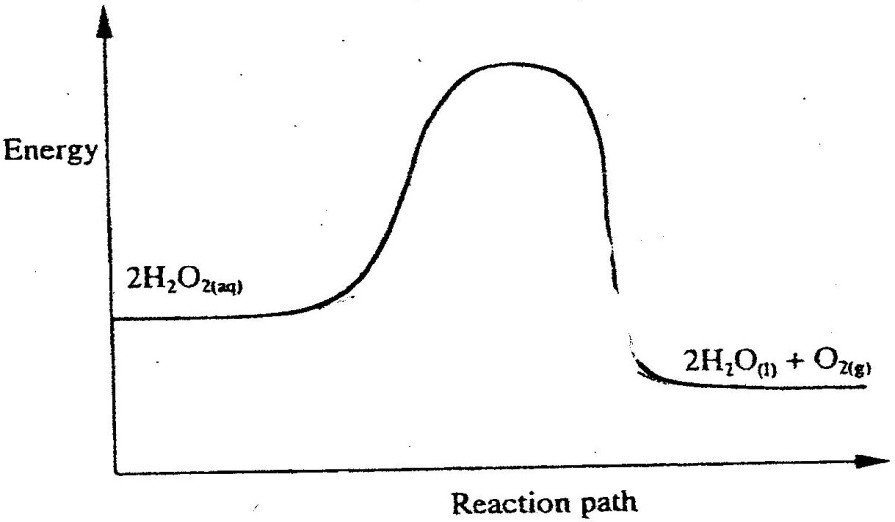 Energy
2H₂O₂(aq)
2H₂O(l) + O₂(g)
Reaction path